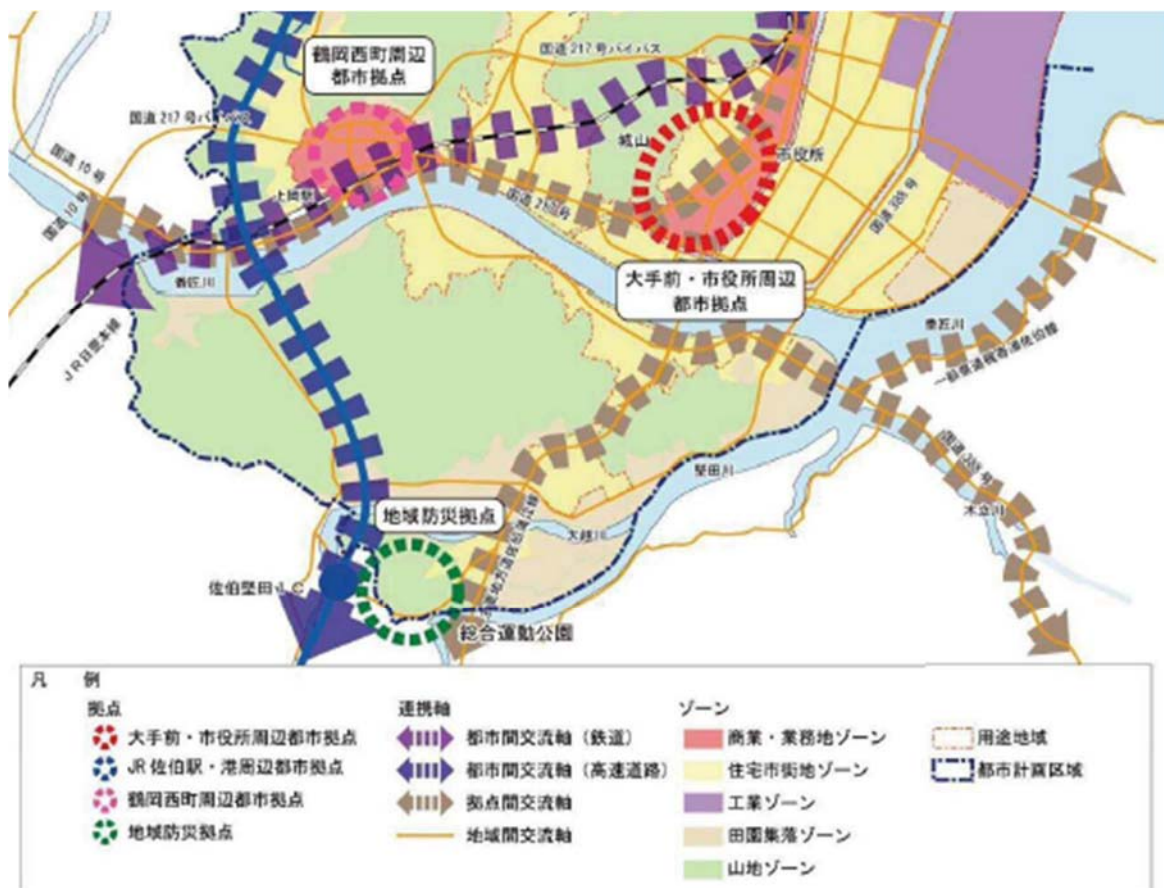 国道217号バイパス
鶴岡西町周辺
都市拠点
国道217号バイパス
城山
市役所
国道10号
国道10号
上岡駅
国道217号
国道388号
大手前・市役所周辺
都市拠点
番匠川
番匠川
JR日豊本線
堅田川
国道388号
木立川
地域防災拠点
大越川
佐伯堅田IC
総合運動公園
凡 例
拠点
大手前・市役所周辺都市拠点
JR佐伯駅・港周辺都市拠点
鶴岡西町周辺都市拠点
地域防災拠点
連携軸
都市間交流軸(鉄道)
都市間交流軸(高速道路)
拠点間交流軸
地域間交流軸
ゾーン
商業・業務地ゾーン
住宅市街地ゾーン
工業ゾーン
田園集落ゾーン
山地ゾーン
用途地域
都市計画区域